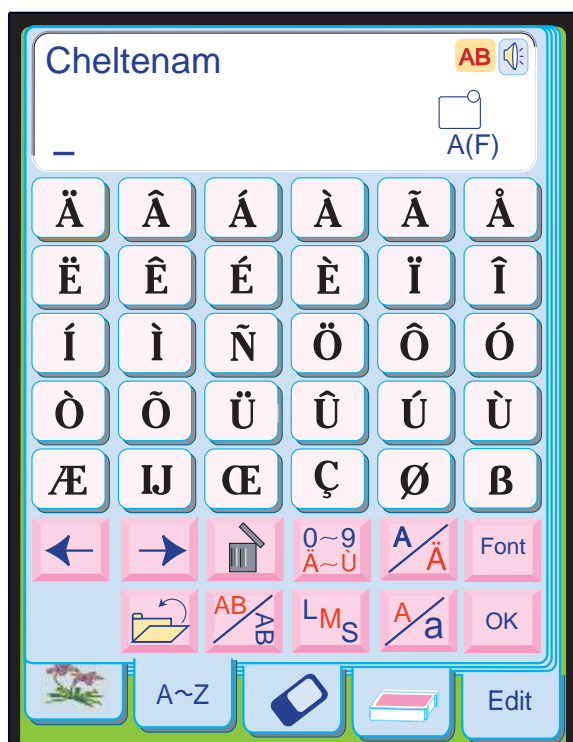 Cheltenam AB
_
A(F)
Ä Â Á À Ã Å
Ë Ê É È Ï Î
Í Ì Ñ Ö Ô Ó
Ò Õ Ü Û Ú Ù
Æ IJ Œ Ç Ø ß
0~9 A/Ä Font
Ä~Ù
AB/AB LMS A/a OK
A~Z Edit